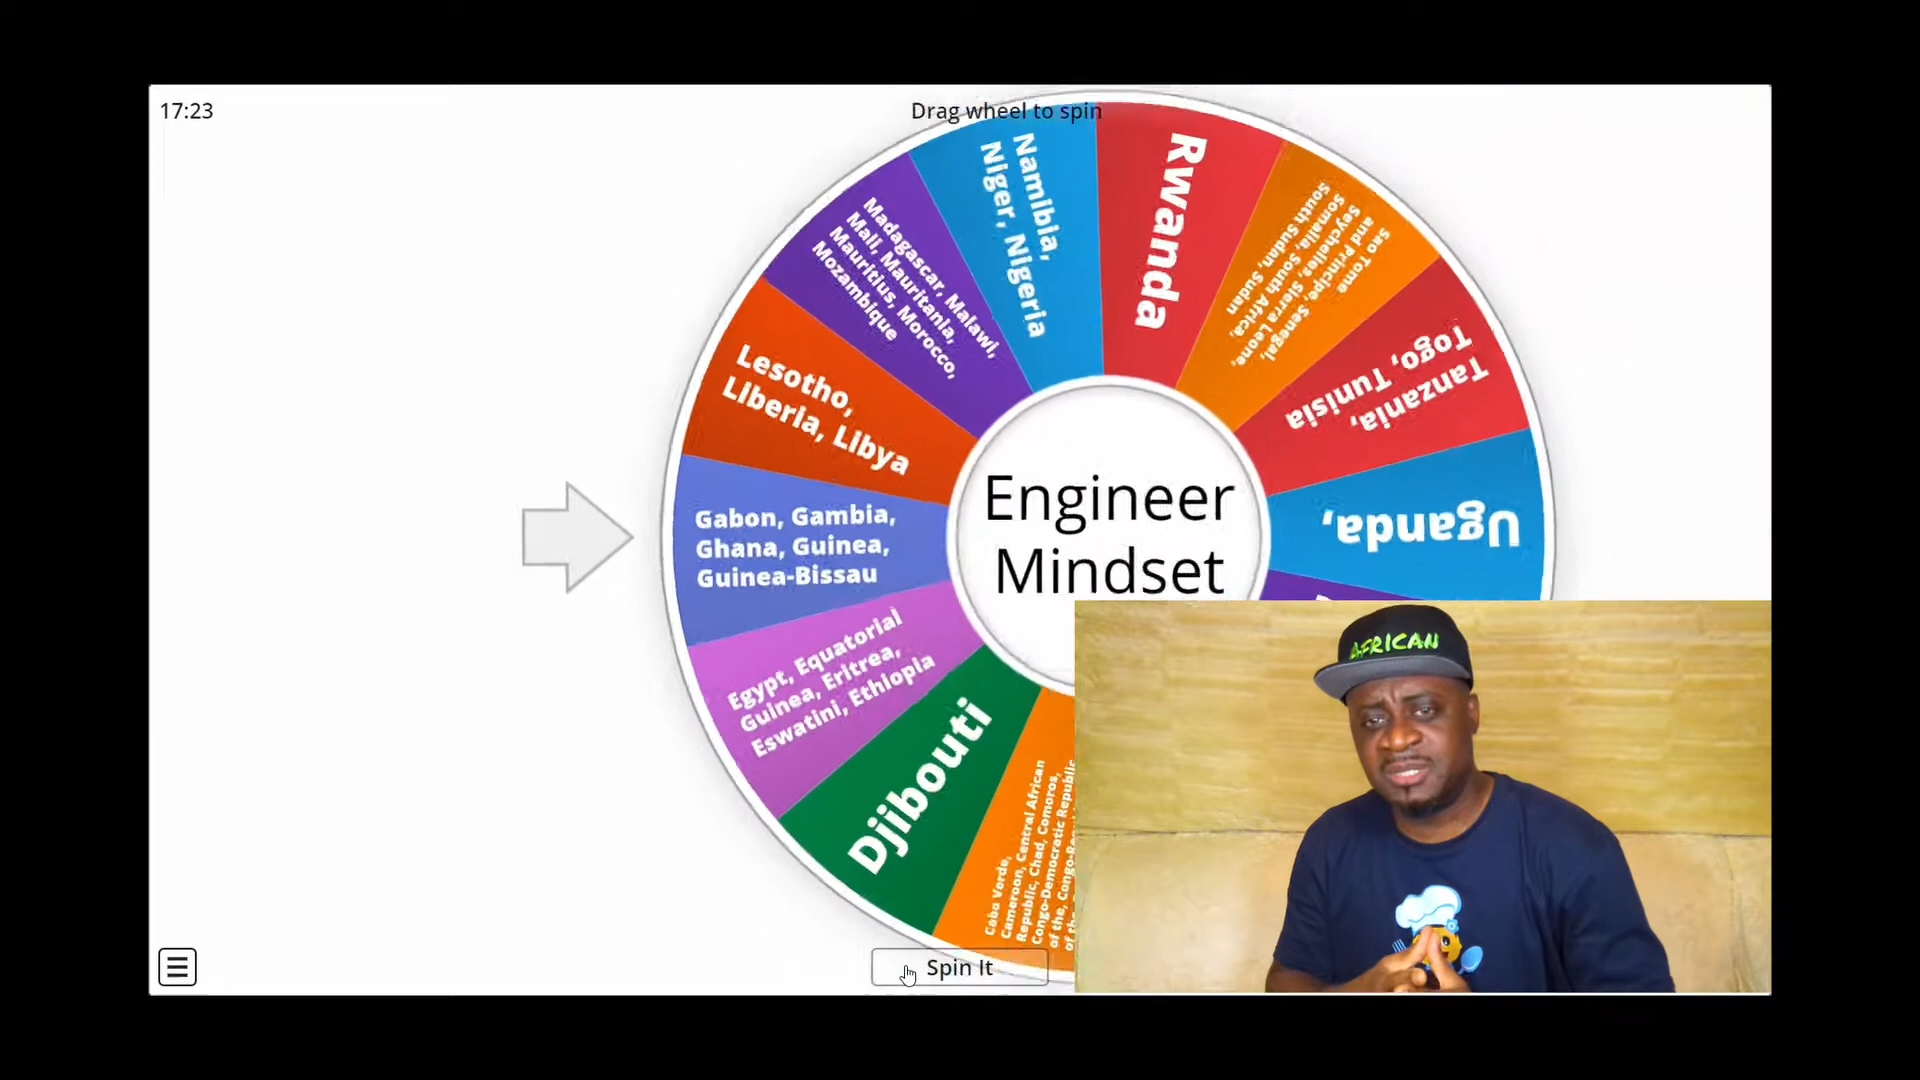 17:23
Drag wheel to spin
Namibia,
Niger, Nigeria
Rwanda
Sao Tome
and Principe, Senegal,
Seychelles, Sierra Leone,
Somalia, South Africa,
South Sudan, Sudan
Madagascar, Malawi,
Mali, Mauritania,
Mauritius, Morocco,
Mozambique
Tanzania,
Togo, Tunisia
Lesotho,
Liberia, Libya
Uganda,
Gabon, Gambia,
Ghana, Guinea,
Guinea-Bissau
Engineer
Mindset
Egypt, Equatorial
Guinea, Eritrea,
Eswatini, Ethiopia
Djibouti
Cabo Verde,
Cameroon, Central African
Republic, Chad, Comoros,
Congo-Democratic Republic
of the, Congo-
of the
AFRICAN
Spin It